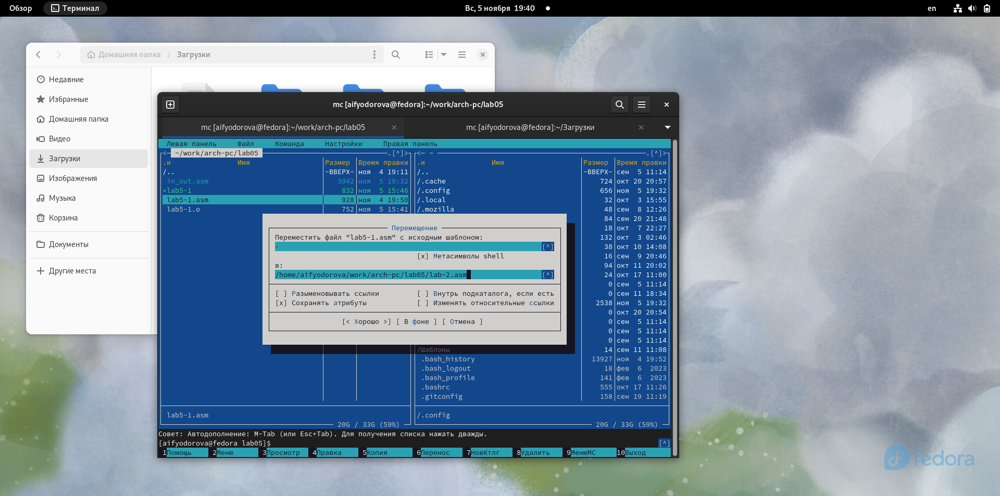 Обзор Терминал Вс, 5 ноября 19:40 en
Домашняя папка / Загрузки
Недавние
Избранные
Домашняя папка
Видео
Загрузки
Изображения
Музыка
Корзина
Документы
Другие места
mc [aifyodorova@fedora]:~/work/arch-pc/lab05
mc [aifyodorova@fedora]:~/work/arch-pc/lab05 mc [aifyodorova@fedora]:~/Загрузки
Левая панель Файл Команда Настройки Правая панель
<─ ~/work/arch-pc/lab05 .[^]> <─ ~ .[^]>
.и Имя Размер Время правки .и Имя Размер Время правки
/.. -ВВЕРХ- ноя 4 19:11 /.. -ВВЕРХ- сен 5 11:14
in_out.asm 3942 ноя 5 19:32 /.cache 724 окт 20 20:57
*lab5-1 832 ноя 5 15:46 /.config 656 ноя 5 19:32
lab5-1.asm 928 ноя 4 19:50 /.local 32 окт 3 15:55
lab5-1.o 752 ноя 5 15:41 /.mozilla 48 сен 8 12:26
84 сен 20 21:48
Перемещение 18 окт 7 22:27
Переместить файл "lab5-1.asm" с исходным шаблоном: 132 окт 3 02:46
* [^] 38 окт 10 14:08
[x] Метасимволы shell 16 сен 9 20:46
в: 94 окт 11 20:02
/home/aifyodorova/work/arch-pc/lab05/lab-2.asm [^] 24 окт 17 11:00
0 сен 5 11:14
[ ] Разыменовывать ссылки [ ] Внутрь подкаталога, если есть 0 сен 11 18:34
[x] Сохранять атрибуты [ ] Изменять относительные ссылки 2538 ноя 5 19:32
0 окт 20 20:54
[< Хорошо >] [ В фоне ] [ Отмена ] 0 сен 5 11:14
0 сен 5 11:14
0 сен 5 11:14
/Шаблоны 14 сен 11 11:08
.bash_history 13927 ноя 4 19:52
.bash_logout 18 фев 6 2023
.bash_profile 141 фев 6 2023
.bashrc 555 окт 17 11:26
.gitconfig 158 сен 19 11:19
lab5-1.asm /.config
20G / 33G (59%) 20G / 33G (59%)
Совет: Автодополнение: M-Tab (или Esc+Tab). Для получения списка нажать дважды.
[aifyodorova@fedora lab05]$ [^]
1Помощь 2Меню 3Просмотр 4Правка 5Копия 6Перенос 7НовКтлг 8Удалить 9МенюMC 10Выход
fedora